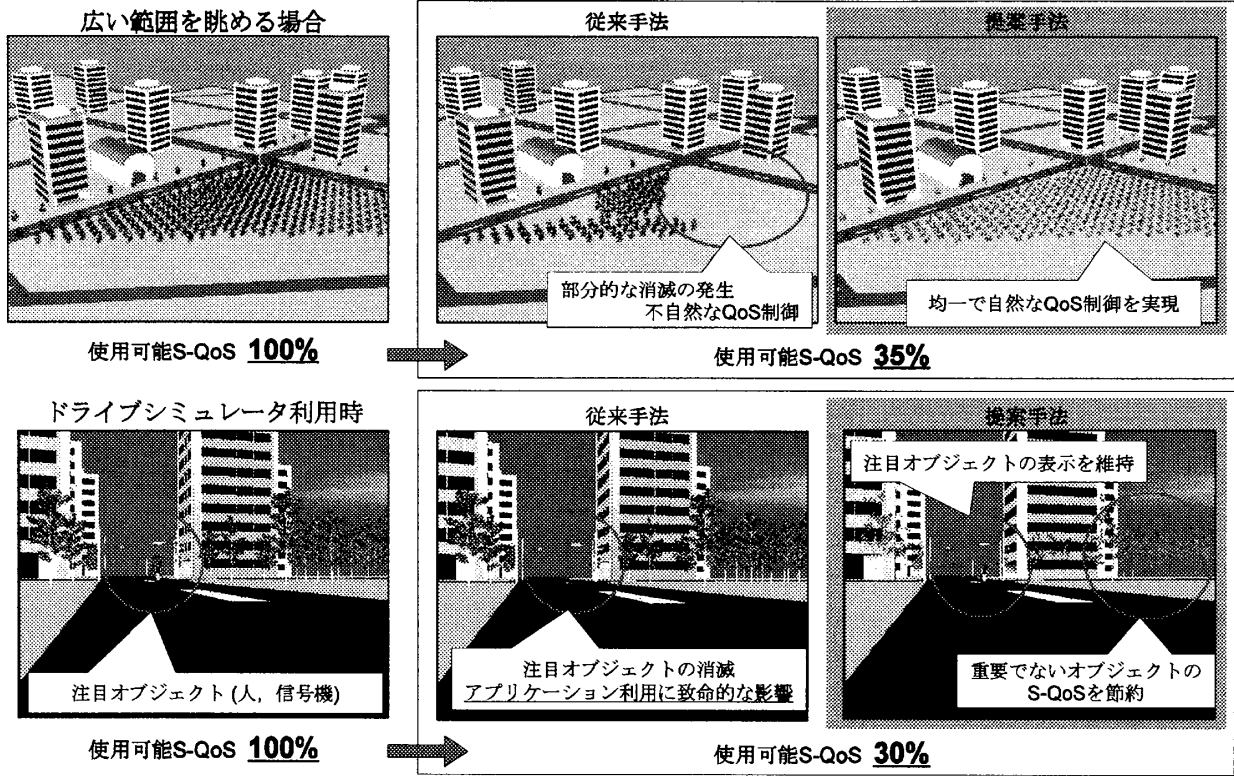 広い範囲を眺める場合
従来手法
提案手法
部分的な消滅の発生
不自然なQoS制御
均一で自然なQoS制御を実現
使用可能S-QoS 100%
使用可能S-QoS 35%
ドライブシミュレータ利用時
従来手法
提案手法
注目オブジェクトの表示を維持
注目オブジェクト (人, 信号機)
注目オブジェクトの消滅
アプリケーション利用に致命的な影響
重要でないオブジェクトの
S-QoSを節約
使用可能S-QoS 100%
使用可能S-QoS 30%